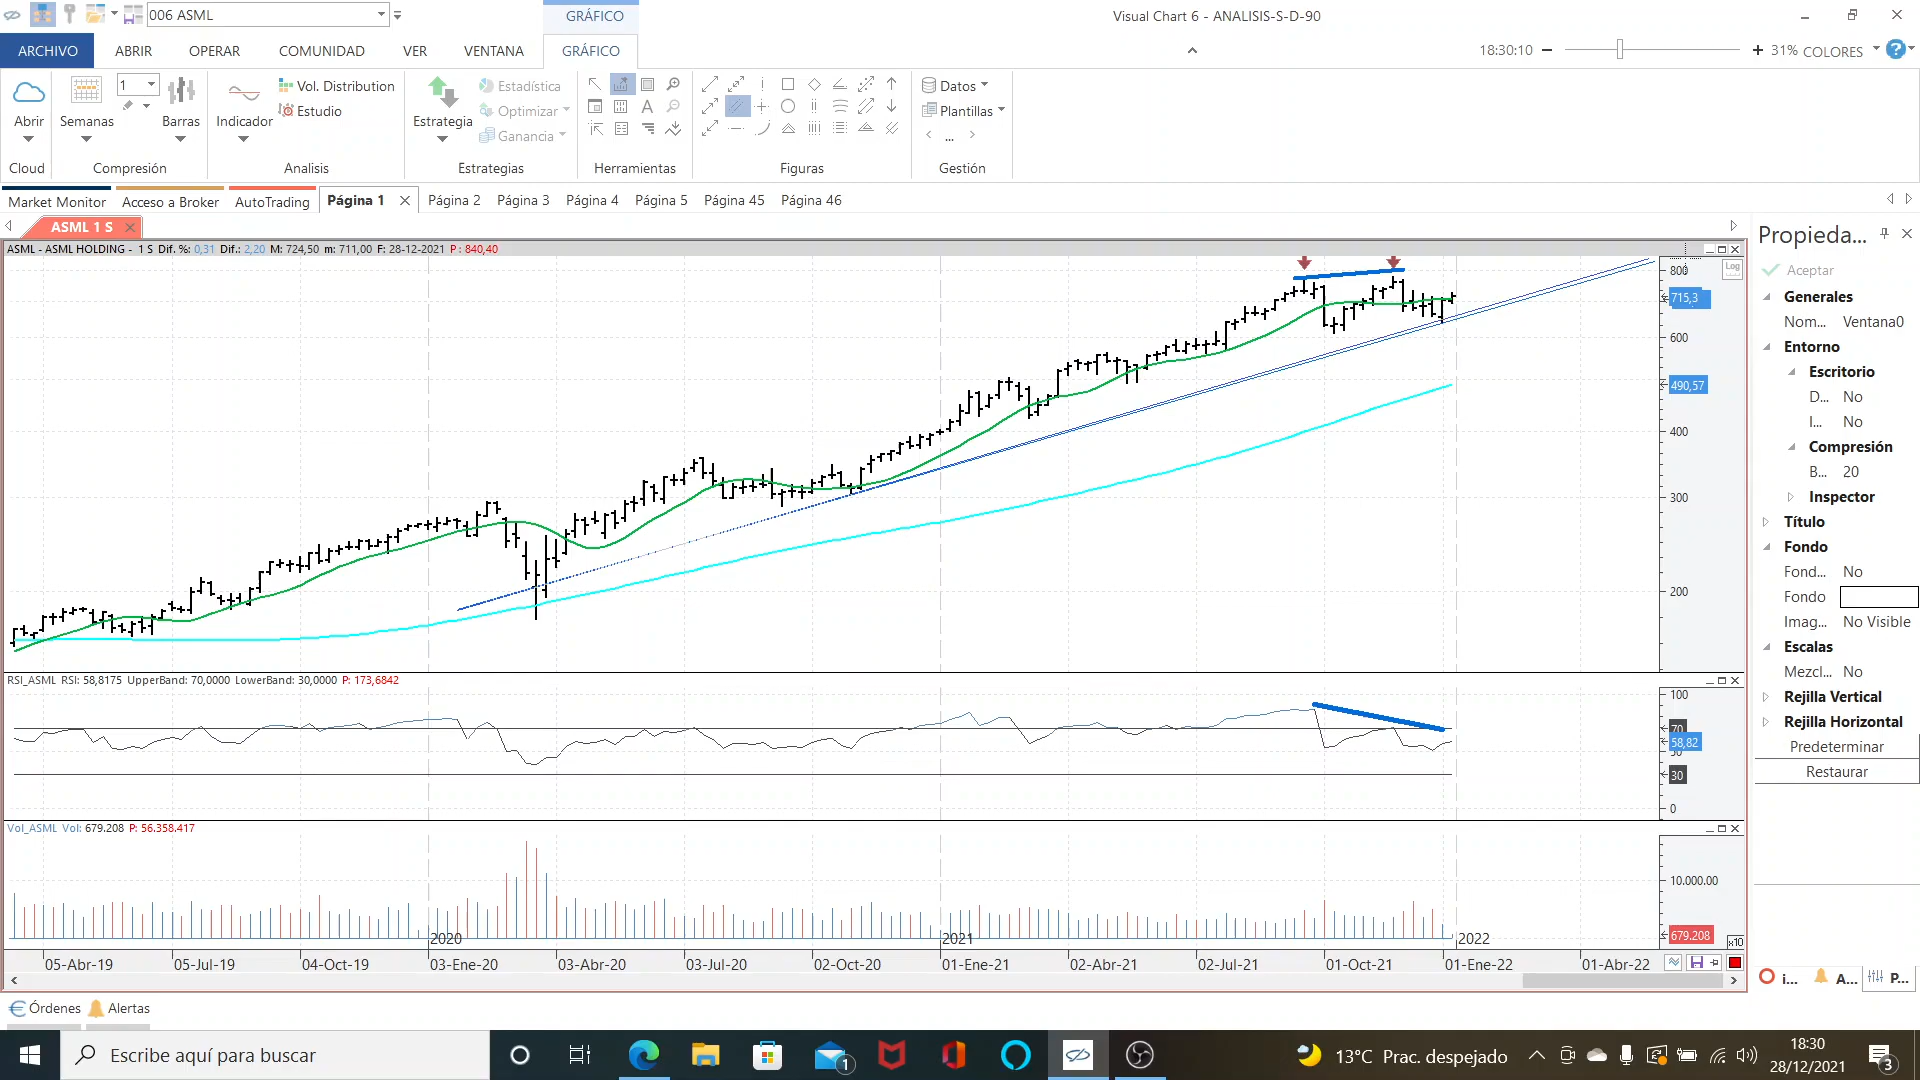 006 ASML
GRÁFICO
Visual Chart 6 - ANALISIS-S-D-90
ARCHIVO
ABRIR
OPERAR
COMUNIDAD
VER
VENTANA
GRÁFICO
18:30:10
31%
COLORES
1
Vol. Distribution
Estudio
Estadística
Optimizar
Ganancia
Datos
Plantillas
Abrir
Semanas
Barras
Indicador
Estrategia
...
Cloud
Compresión
Analisis
Estrategias
Herramientas
Figuras
Gestión
Market Monitor
Acceso a Broker
AutoTrading
Página 1
Página 2
Página 3
Página 4
Página 5
Página 45
Página 46
ASML 1 S
ASML - ASML HOLDING - 1 S Dif. %: 0,31 Dif.: 2,20 M: 724,50 m: 711,00 F: 28-12-2021 P : 840,40
Log
800
715,3
600
490,57
400
300
200
RSI_ASML RSI: 58,8175 UpperBand: 70,0000 LowerBand: 30,0000 P: 173,6842
100
70
58,82
30
0
Vol_ASML Vol: 679.208 P: 56.358.417
10.000.00
679.208
x10
2020
2021
2022
05-Abr-19
05-Jul-19
04-Oct-19
03-Ene-20
03-Abr-20
03-Jul-20
02-Oct-20
01-Ene-21
02-Abr-21
02-Jul-21
01-Oct-21
01-Ene-22
01-Abr-22
Propieda...
Aceptar
Generales
Nom... Ventana0
Entorno
Escritorio
D... No
I... No
Compresión
B... 20
Inspector
Título
Fondo
Fond... No
Fondo
Imag... No Visible
Escalas
Mezcl... No
Rejilla Vertical
Rejilla Horizontal
Predeterminar
Restaurar
i...
A...
P...
Órdenes
Alertas
Escribe aquí para buscar
1
13°C Prac. despejado
18:30
28/12/2021
3